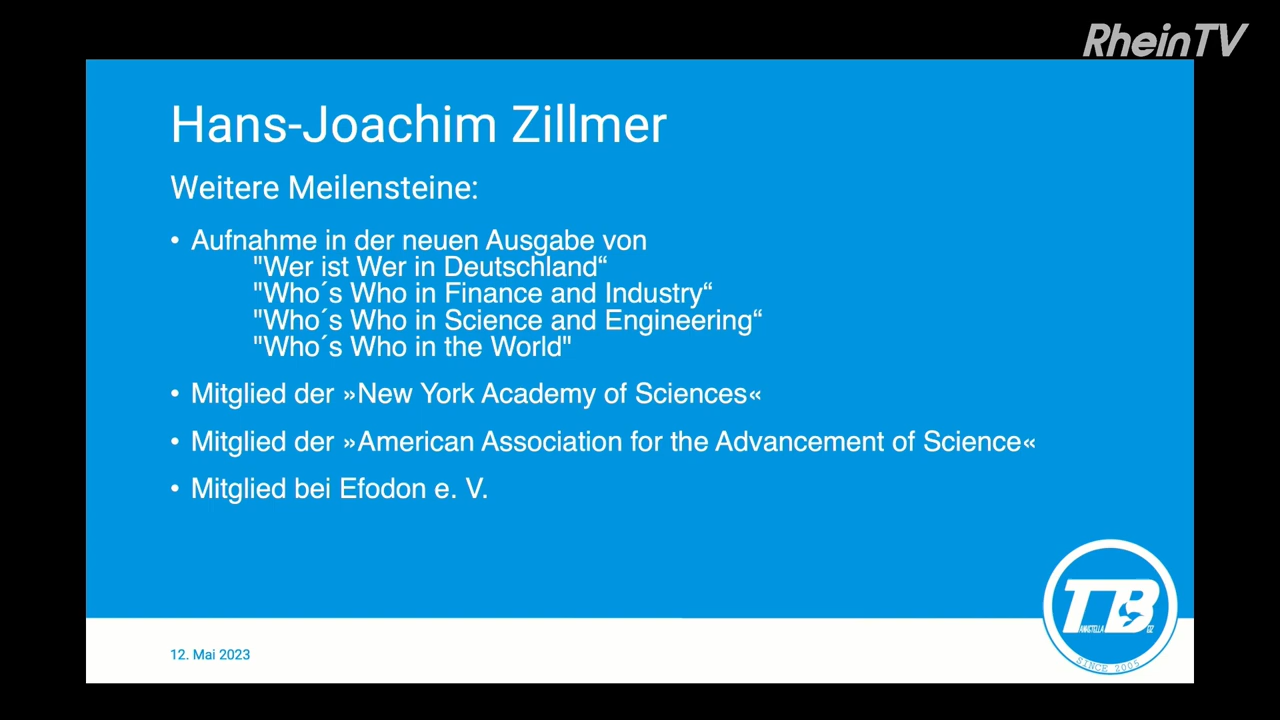 RheinTV
Hans-Joachim Zillmer
Weitere Meilensteine:
• Aufnahme in der neuen Ausgabe von
"Wer ist Wer in Deutschland“
"Who´s Who in Finance and Industry“
"Who´s Who in Science and Engineering“
"Who´s Who in the World"
• Mitglied der »New York Academy of Sciences«
• Mitglied der »American Association for the Advancement of Science«
• Mitglied bei Efodon e. V.
TB
SINCE 2005
12. Mai 2023